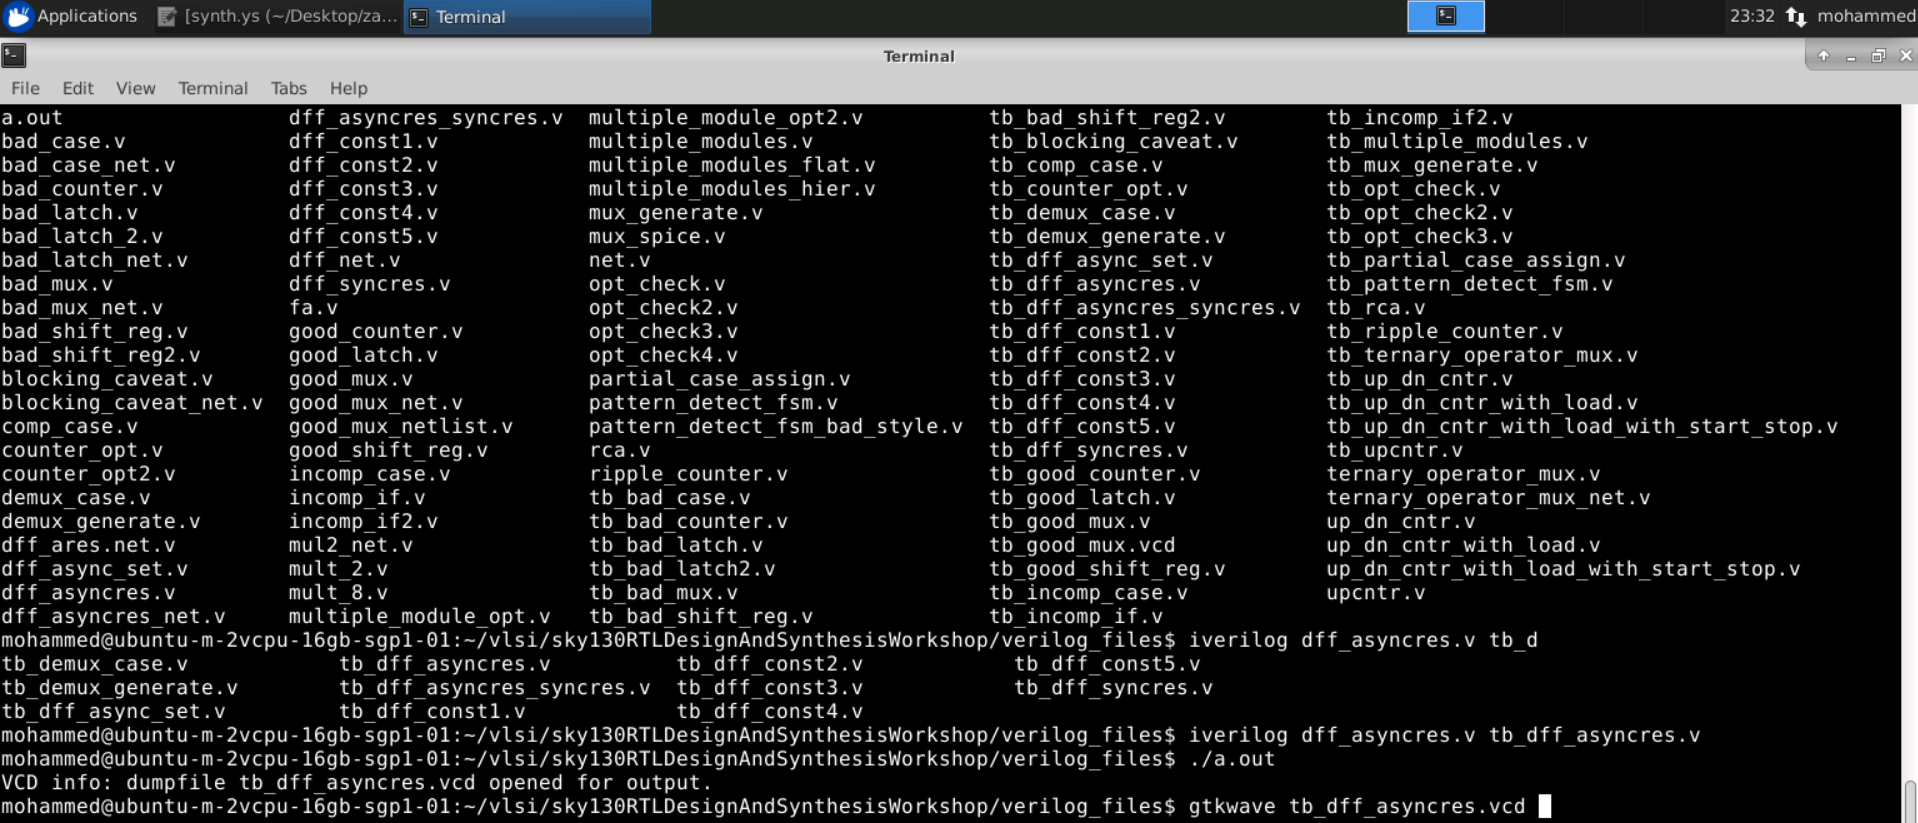 Applications [synth.ys (~/Desktop/za... Terminal 23:32 mohammed
Terminal
File Edit View Terminal Tabs Help
a.out dff_asyncres_syncres.v multiple_module_opt2.v tb_bad_shift_reg2.v tb_incomp_if2.v
bad_case.v dff_const1.v multiple_modules.v tb_blocking_caveat.v tb_multiple_modules.v
bad_case_net.v dff_const2.v multiple_modules_flat.v tb_comp_case.v tb_mux_generate.v
bad_counter.v dff_const3.v multiple_modules_hier.v tb_counter_opt.v tb_opt_check.v
bad_latch.v dff_const4.v mux_generate.v tb_demux_case.v tb_opt_check2.v
bad_latch_2.v dff_const5.v mux_spice.v tb_demux_generate.v tb_opt_check3.v
bad_latch_net.v dff_net.v net.v tb_dff_async_set.v tb_partial_case_assign.v
bad_mux.v dff_syncres.v opt_check.v tb_dff_asyncres.v tb_pattern_detect_fsm.v
bad_mux_net.v fa.v opt_check2.v tb_dff_asyncres_syncres.v tb_rca.v
bad_shift_reg.v good_counter.v opt_check3.v tb_dff_const1.v tb_ripple_counter.v
bad_shift_reg2.v good_latch.v opt_check4.v tb_dff_const2.v tb_ternary_operator_mux.v
blocking_caveat.v good_mux.v partial_case_assign.v tb_dff_const3.v tb_up_dn_cntr.v
blocking_caveat_net.v good_mux_net.v pattern_detect_fsm.v tb_dff_const4.v tb_up_dn_cntr_with_load.v
comp_case.v good_mux_netlist.v pattern_detect_fsm_bad_style.v tb_dff_const5.v tb_up_dn_cntr_with_load_with_start_stop.v
counter_opt.v good_shift_reg.v rca.v tb_dff_syncres.v tb_upcntr.v
counter_opt2.v incomp_case.v ripple_counter.v tb_good_counter.v ternary_operator_mux.v
demux_case.v incomp_if.v tb_bad_case.v tb_good_latch.v ternary_operator_mux_net.v
demux_generate.v incomp_if2.v tb_bad_counter.v tb_good_mux.v up_dn_cntr.v
dff_ares.net.v mul2_net.v tb_bad_latch.v tb_good_mux.vcd up_dn_cntr_with_load.v
dff_async_set.v mult_2.v tb_bad_latch2.v tb_good_shift_reg.v up_dn_cntr_with_load_with_start_stop.v
dff_asyncres.v mult_8.v tb_bad_mux.v tb_incomp_case.v upcntr.v
dff_asyncres_net.v multiple_module_opt.v tb_bad_shift_reg.v tb_incomp_if.v
mohammed@ubuntu-m-2vcpu-16gb-sgp1-01:~/vlsi/sky130RTLDesignAndSynthesisWorkshop/verilog_files$ iverilog dff_asyncres.v tb_d
tb_demux_case.v tb_dff_asyncres.v tb_dff_const2.v tb_dff_const5.v
tb_demux_generate.v tb_dff_asyncres_syncres.v tb_dff_const3.v tb_dff_syncres.v
tb_dff_async_set.v tb_dff_const1.v tb_dff_const4.v
mohammed@ubuntu-m-2vcpu-16gb-sgp1-01:~/vlsi/sky130RTLDesignAndSynthesisWorkshop/verilog_files$ iverilog dff_asyncres.v tb_dff_asyncres.v
mohammed@ubuntu-m-2vcpu-16gb-sgp1-01:~/vlsi/sky130RTLDesignAndSynthesisWorkshop/verilog_files$ ./a.out
VCD info: dumpfile tb_dff_asyncres.vcd opened for output.
mohammed@ubuntu-m-2vcpu-16gb-sgp1-01:~/vlsi/sky130RTLDesignAndSynthesisWorkshop/verilog_files$ gtkwave tb_dff_asyncres.vcd